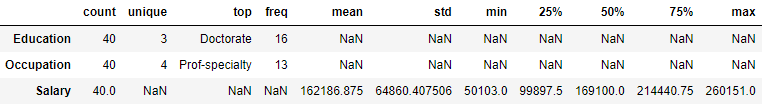 count unique top freq mean std min 25% 50% 75% max
Education 40 3 Doctorate 16 NaN NaN NaN NaN NaN NaN NaN
Occupation 40 4 Prof-specialty 13 NaN NaN NaN NaN NaN NaN NaN
Salary 40.0 NaN NaN NaN 162186.875 64860.407506 50103.0 99897.5 169100.0 214440.75 260151.0